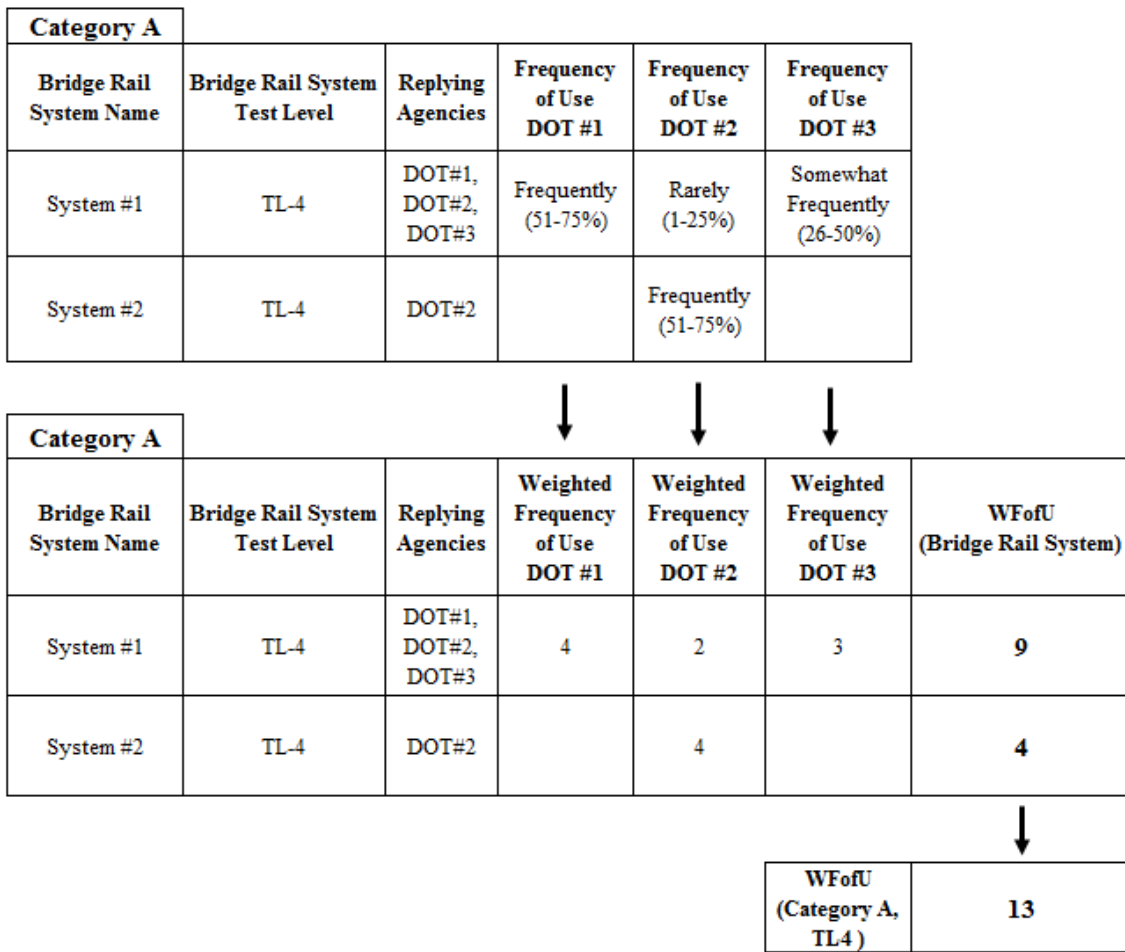 Category A
Bridge Rail System Name
Bridge Rail System Test Level
Replying Agencies
Frequency of Use DOT #1
Frequency of Use DOT #2
Frequency of Use DOT #3
System #1
TL-4
DOT#1, DOT#2, DOT#3
Frequently (51-75%)
Rarely (1-25%)
Somewhat Frequently (26-50%)
System #2
TL-4
DOT#2
Frequently (51-75%)
Category A
Bridge Rail System Name
Bridge Rail System Test Level
Replying Agencies
Weighted Frequency of Use DOT #1
Weighted Frequency of Use DOT #2
Weighted Frequency of Use DOT #3
WFofU (Bridge Rail System)
System #1
TL-4
DOT#1, DOT#2, DOT#3
4
2
3
9
System #2
TL-4
DOT#2
4
4
WFofU (Category A, TL4 )
13